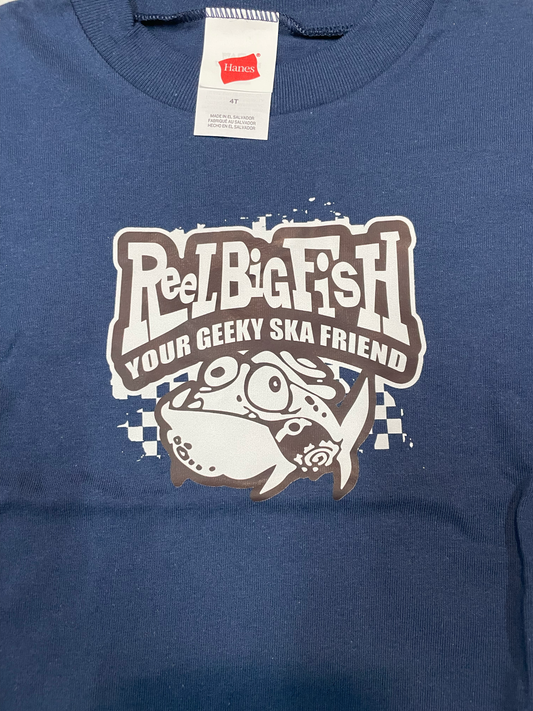 Hanes
4T
MADE IN EL SALVADOR
FABRIQUE AU SALVADOR
HECHO EN EL SALVADOR
REEL BIG FISH
YOUR GEEKY SKA FRIEND